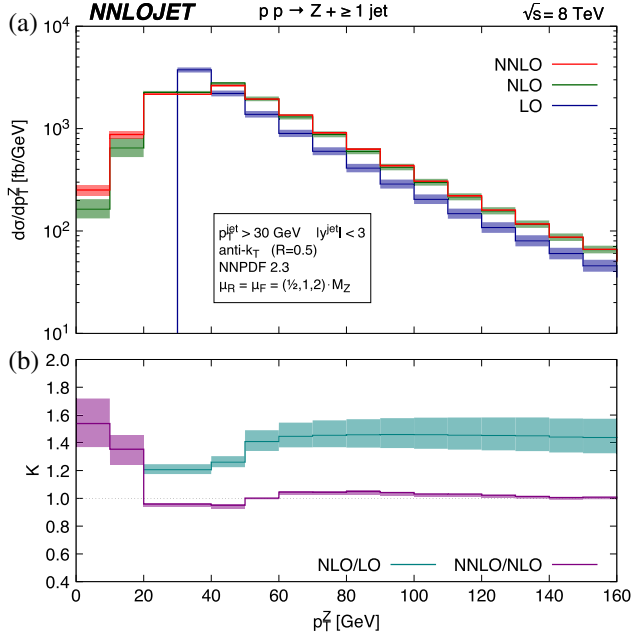 (a)
NNLOJET p p → Z + ≥ 1 jet √s = 8 TeV
10⁴
10³
10²
10¹
dσ/dp_T^Z [fb/GeV]
NNLO
NLO
LO
p_T^jet > 30 GeV |y^jet| < 3
anti-k_T (R=0.5)
NNPDF 2.3
μ_R = μ_F = (½,1,2) · M_Z
(b)
2.0
1.8
1.6
1.4
1.2
1.0
0.8
0.6
0.4
K
NLO/LO NNLO/NLO
0 20 40 60 80 100 120 140 160
p_T^Z [GeV]